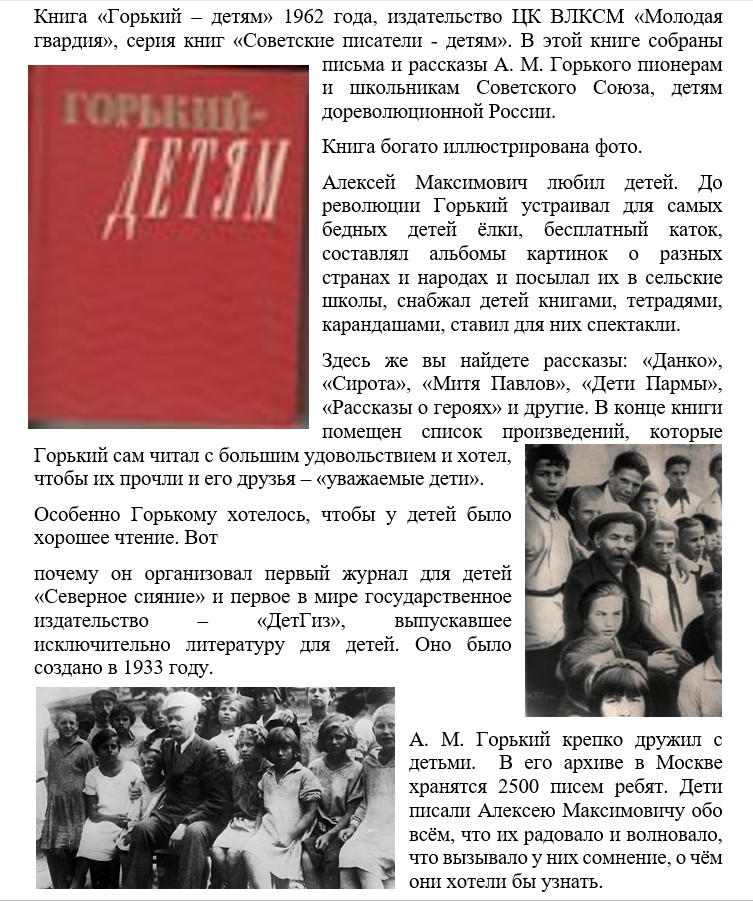 Книга «Горький – детям» 1962 года, издательство ЦК ВЛКСМ «Молодая
гвардия», серия книг «Советские писатели - детям». В этой книге собраны
письма и рассказы А. М. Горького пионерам
и школьникам Советского Союза, детям
дореволюционной России.
ГОРЬКИЙ-
ДЕТЯМ
Книга богато иллюстрирована фото.
Алексей Максимович любил детей. До
революции Горький устраивал для самых
бедных детей ёлки, бесплатный каток,
составлял альбомы картинок о разных
странах и народах и посылал их в сельские
школы, снабжал детей книгами, тетрадями,
карандашами, ставил для них спектакли.
Здесь же вы найдете рассказы: «Данко»,
«Сирота», «Митя Павлов», «Дети Пармы»,
«Рассказы о героях» и другие. В конце книги
помещен список произведений, которые
Горький сам читал с большим удовольствием и хотел,
чтобы их прочли и его друзья – «уважаемые дети».
Особенно Горькому хотелось, чтобы у детей было
хорошее чтение. Вот
почему он организовал первый журнал для детей
«Северное сияние» и первое в мире государственное
издательство – «ДетГиз», выпускавшее
исключительно литературу для детей. Оно было
создано в 1933 году.
А. М. Горький крепко дружил с
детьми. В его архиве в Москве
хранятся 2500 писем ребят. Дети
писали Алексею Максимовичу обо
всём, что их радовало и волновало,
что вызывало у них сомнение, о чём
они хотели бы узнать.